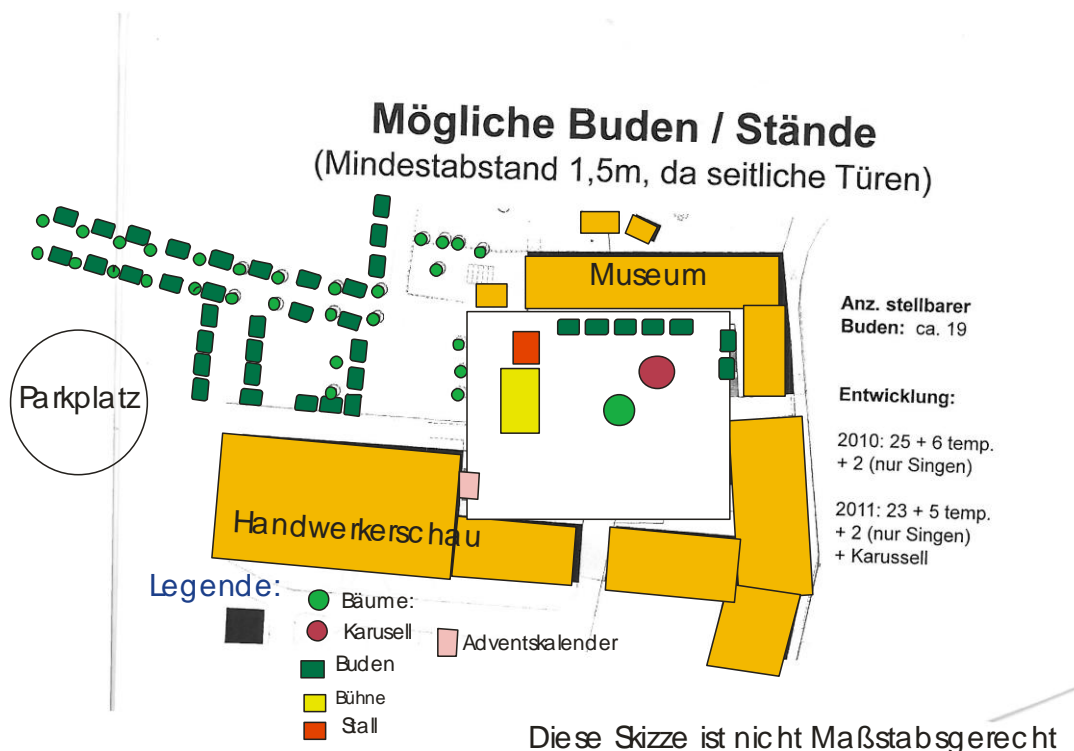 Mögliche Buden / Stände
(Mindestabstand 1,5m, da seitliche Türen)
Museum
Anz. stellbarer
Buden: ca. 19
Parkplatz
Entwicklung:
2010: 25 + 6 temp.
+ 2 (nur Singen)
2011: 23 + 5 temp.
+ 2 (nur Singen)
+ Karussell
Handwerkerschau
Legende:
Bäume:
Karusell
Adventskalender
Buden
Bühne
Stall
Diese Skizze ist nicht Maßstabsgerecht